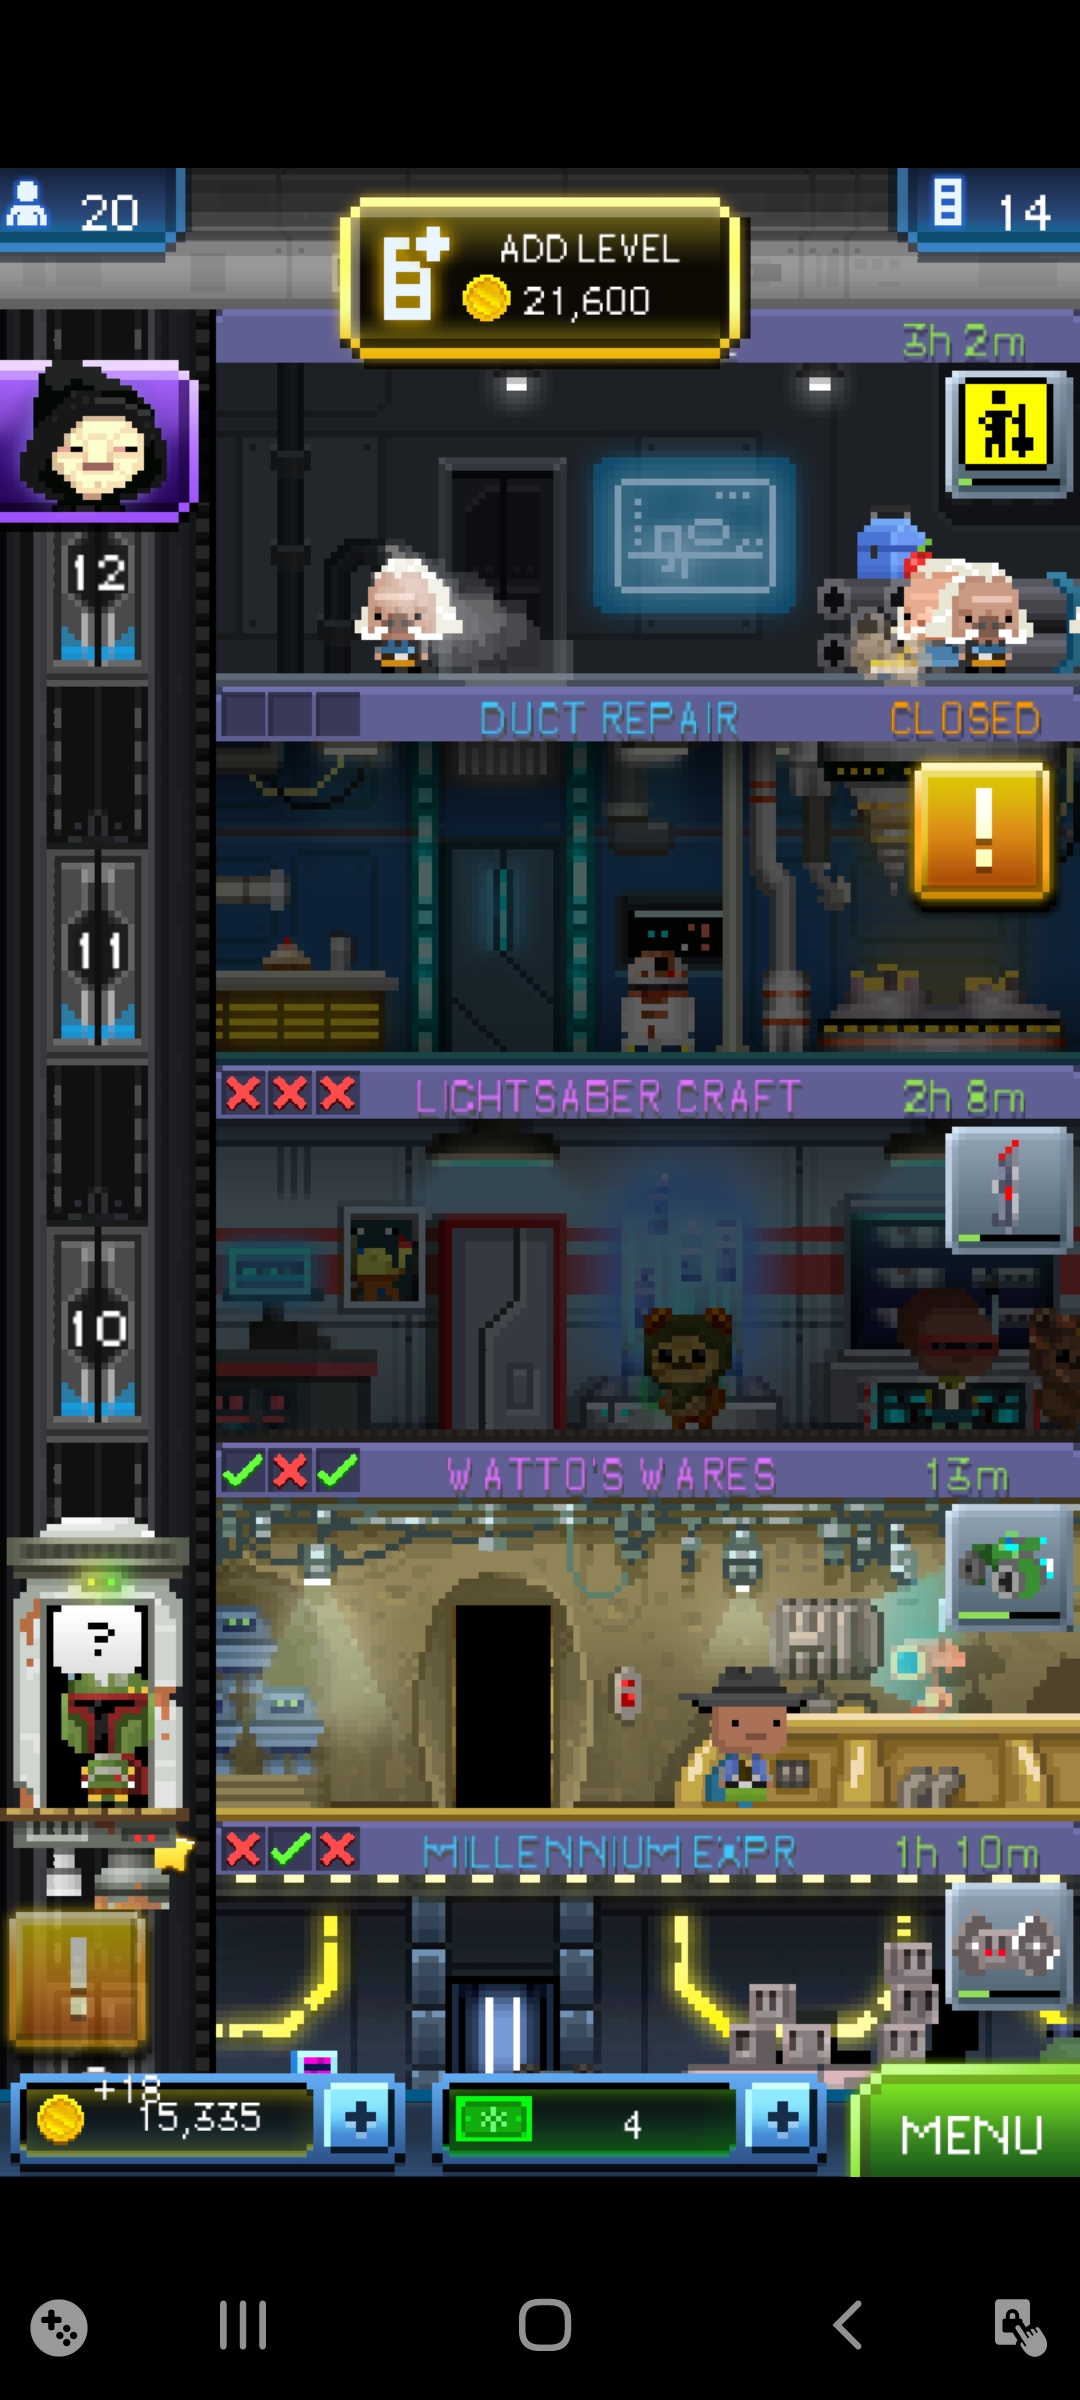 20
ADD LEVEL
21,600
14
3h 2m
12
DUCT REPAIR
CLOSED
!
11
LIGHTSABER CRAFT
2h 8m
10
WATTO'S WARES
13m
?
MILLENNIUM EXPR
1h 10m
!
+18
15,335
+
4
+
MENU